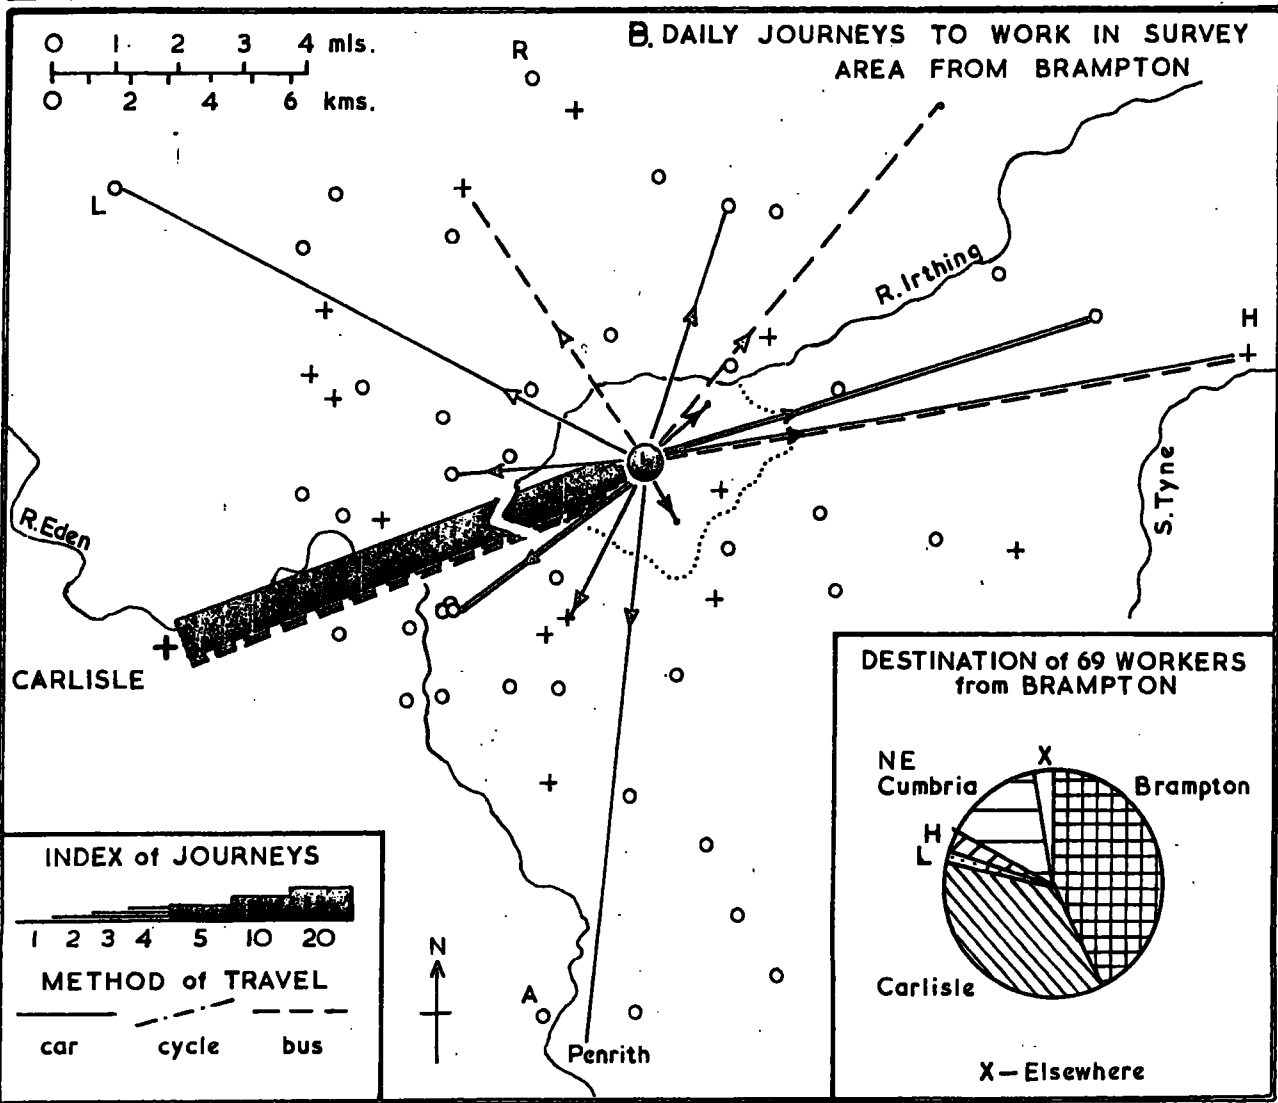 0 1 2 3 4 mls.
0 2 4 6 kms.
B. DAILY JOURNEYS TO WORK IN SURVEY
AREA FROM BRAMPTON
R
L
R. Irthing
H
S. Tyne
R. Eden
CARLISLE
DESTINATION of 69 WORKERS
from BRAMPTON
X
NE
Cumbria
Brampton
H
L
Carlisle
X — Elsewhere
INDEX of JOURNEYS
1 2 3 4 5 10 20
METHOD of TRAVEL
car cycle bus
N
A
Penrith